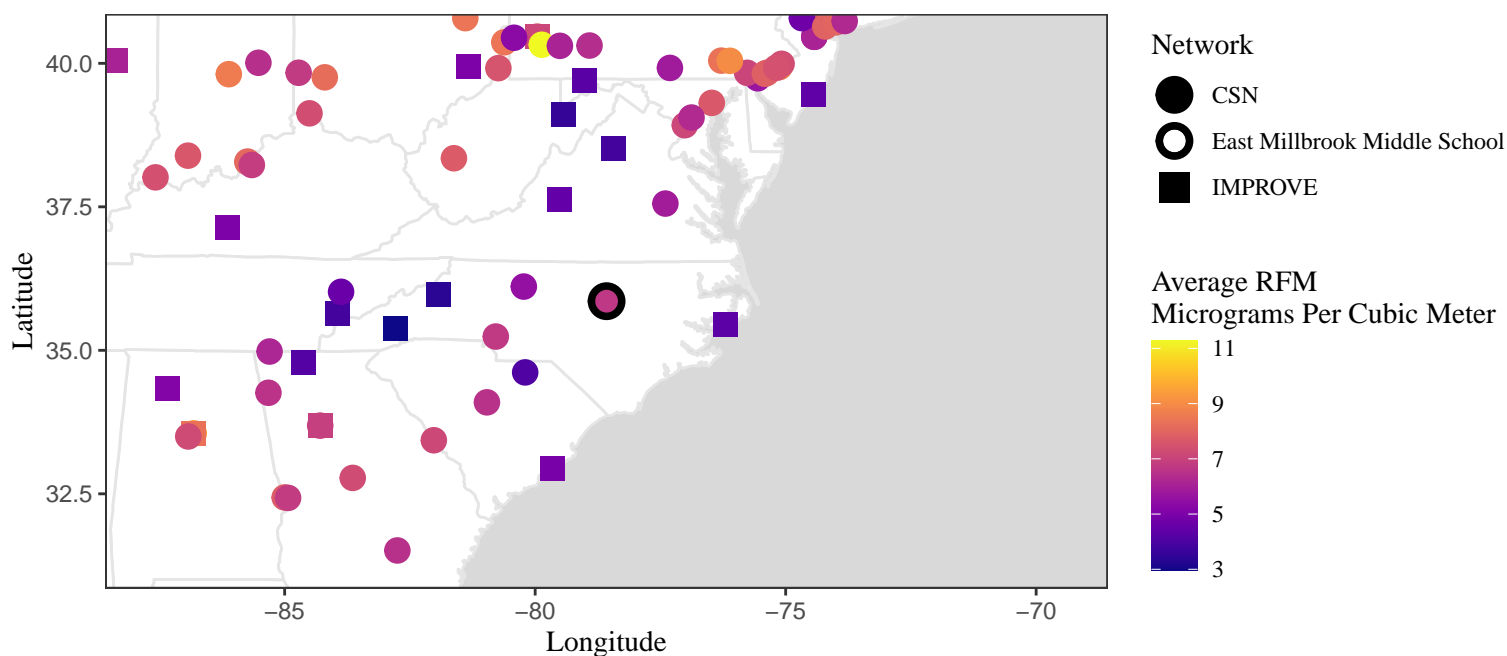 40.0
37.5
35.0
32.5
Latitude
−85
−80
−75
−70
Longitude
Network
CSN
East Millbrook Middle School
IMPROVE
Average RFM
Micrograms Per Cubic Meter
11
9
7
5
3